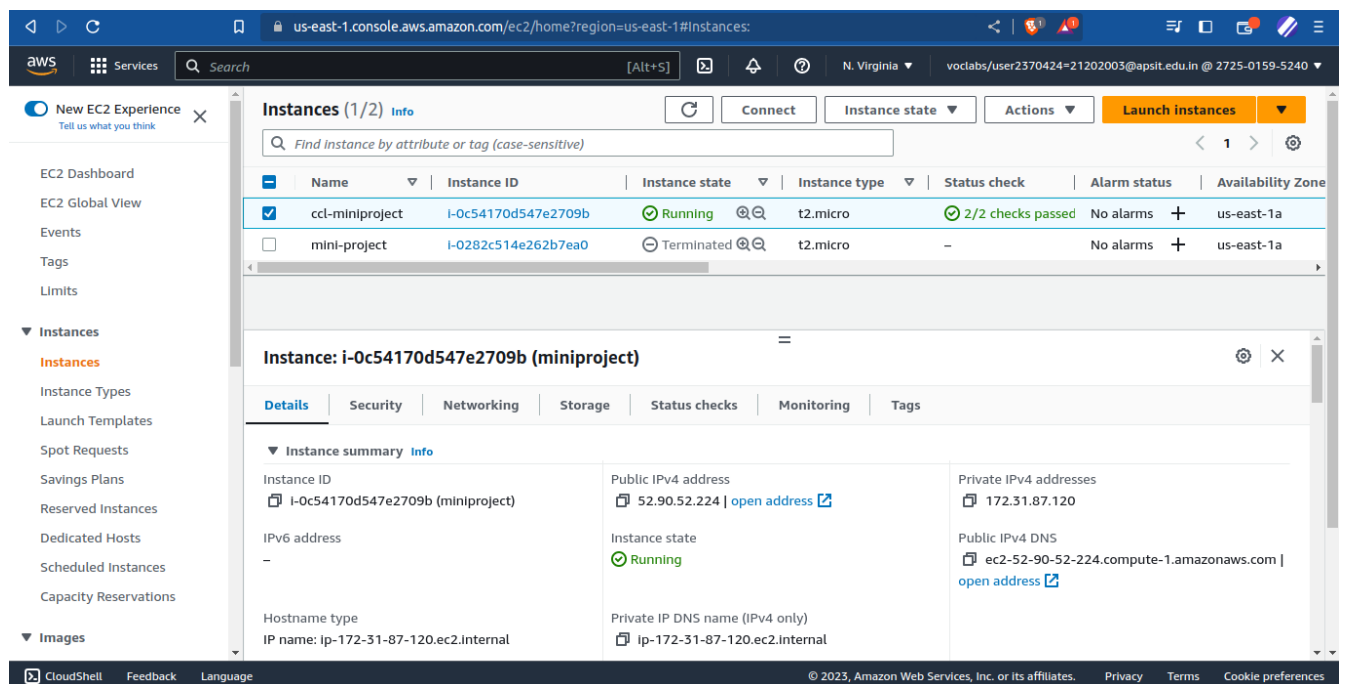 us-east-1.console.aws.amazon.com/ec2/home?region=us-east-1#Instances:
aws Services Search [Alt+S] N. Virginia ▼ voclabs/user2370424=21202003@apsit.edu.in @ 2725-0159-5240 ▼
New EC2 Experience
Tell us what you think
EC2 Dashboard
EC2 Global View
Events
Tags
Limits
Instances
Instances
Instance Types
Launch Templates
Spot Requests
Savings Plans
Reserved Instances
Dedicated Hosts
Scheduled Instances
Capacity Reservations
Images
Instances (1/2) Info Connect Instance state ▼ Actions ▼ Launch instances ▼
Find instance by attribute or tag (case-sensitive) 1
Name Instance ID Instance state Instance type Status check Alarm status Availability Zone
ccl-miniproject i-0c54170d547e2709b Running t2.micro 2/2 checks passed No alarms + us-east-1a
mini-project i-0282c514e262b7ea0 Terminated t2.micro – No alarms + us-east-1a
Instance: i-0c54170d547e2709b (miniproject)
Details Security Networking Storage Status checks Monitoring Tags
Instance summary Info
Instance ID Public IPv4 address Private IPv4 addresses
i-0c54170d547e2709b (miniproject) 52.90.52.224 | open address 172.31.87.120
IPv6 address Instance state Public IPv4 DNS
– Running ec2-52-90-52-224.compute-1.amazonaws.com |
open address
Hostname type Private IP DNS name (IPv4 only)
IP name: ip-172-31-87-120.ec2.internal ip-172-31-87-120.ec2.internal
CloudShell Feedback Language © 2023, Amazon Web Services, Inc. or its affiliates. Privacy Terms Cookie preferences